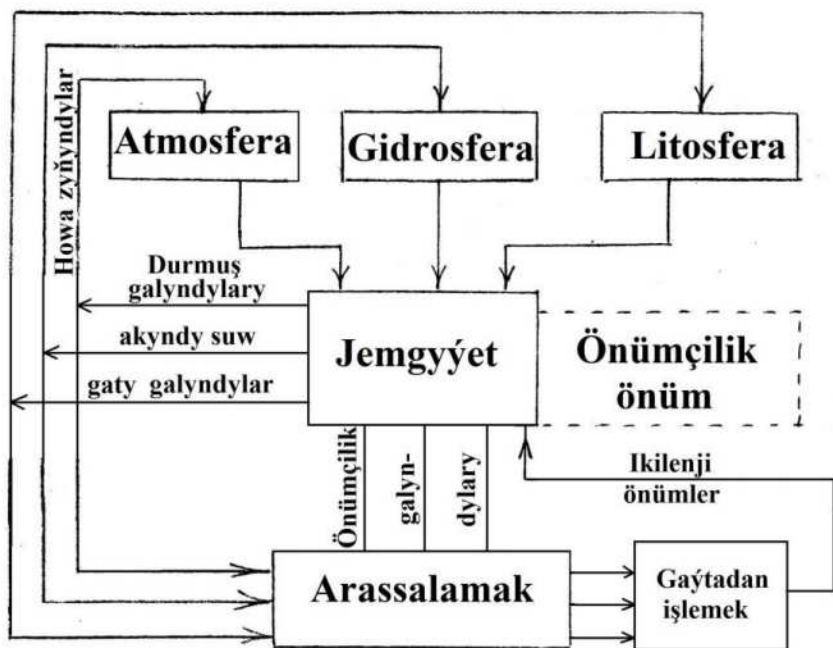 Howa zyňyndylar
Atmosfera
Gidrosfera
Litosfera
Durmuş
galyndylary
akyndy suw
gaty galyndylar
Jemgyýet
Önümçilik
önüm
Önümçilik
galyn-
dylary
Ikilenji
önümler
Arassalamak
Gaýtadan
işlemek